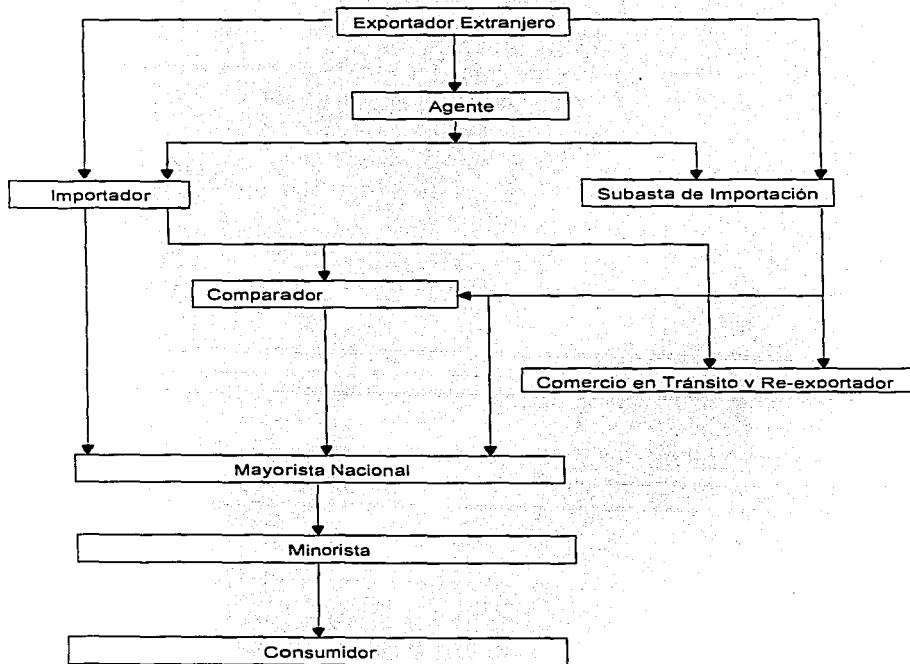 Exportador Extranjero
Agente
Importador
Subasta de Importación
Comparador
Comercio en Tránsito y Re-exportador
Mayorista Nacional
Minorista
Consumidor